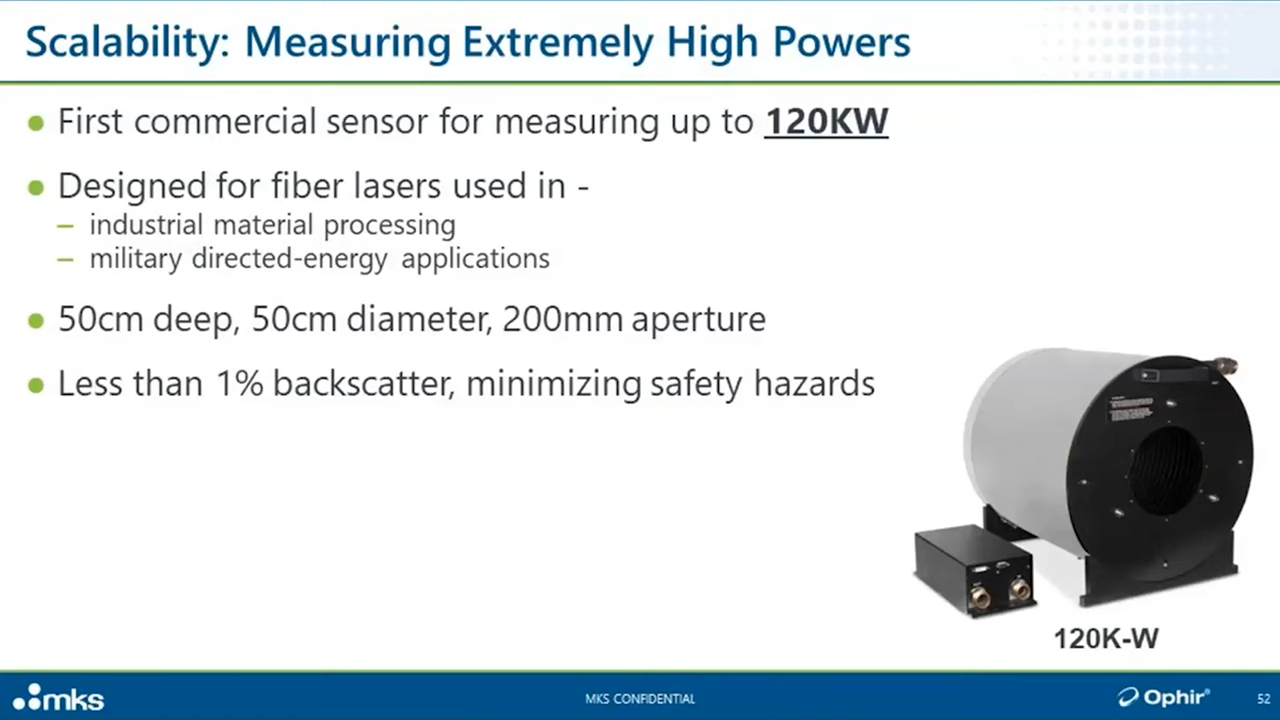 Scalability: Measuring Extremely High Powers
● First commercial sensor for measuring up to 120KW
● Designed for fiber lasers used in -
– industrial material processing
– military directed-energy applications
● 50cm deep, 50cm diameter, 200mm aperture
● Less than 1% backscatter, minimizing safety hazards
120K-W
mks
MKS CONFIDENTIAL
Ophir®
52